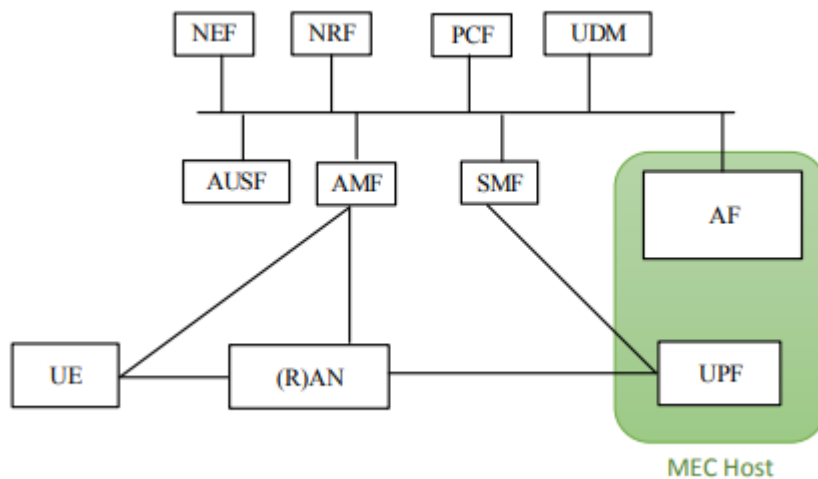 NEF
NRF
PCF
UDM
AUSF
AMF
SMF
AF
UE
(R)AN
UPF
MEC Host